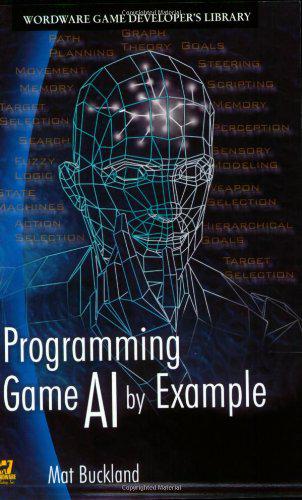 WORDWARE GAME DEVELOPER'S LIBRARY
PATH
PLANNING
GRAPH
THEORY
GOALS
MOVEMENT
STEERING
MEMORY
SCRIPTING
TARGET
SELECTION
MEMORY
SEARCH
PERCEPTION
FUZZY
LOGIC
SENSORY
MODELING
STATE
MACHINES
WEAPON
SELECTION
ACTION
SELECTION
HIERARCHICAL
GOALS
TARGET
SELECTION
Programming
Game AI by Example
Mat Buckland
WORDWARE